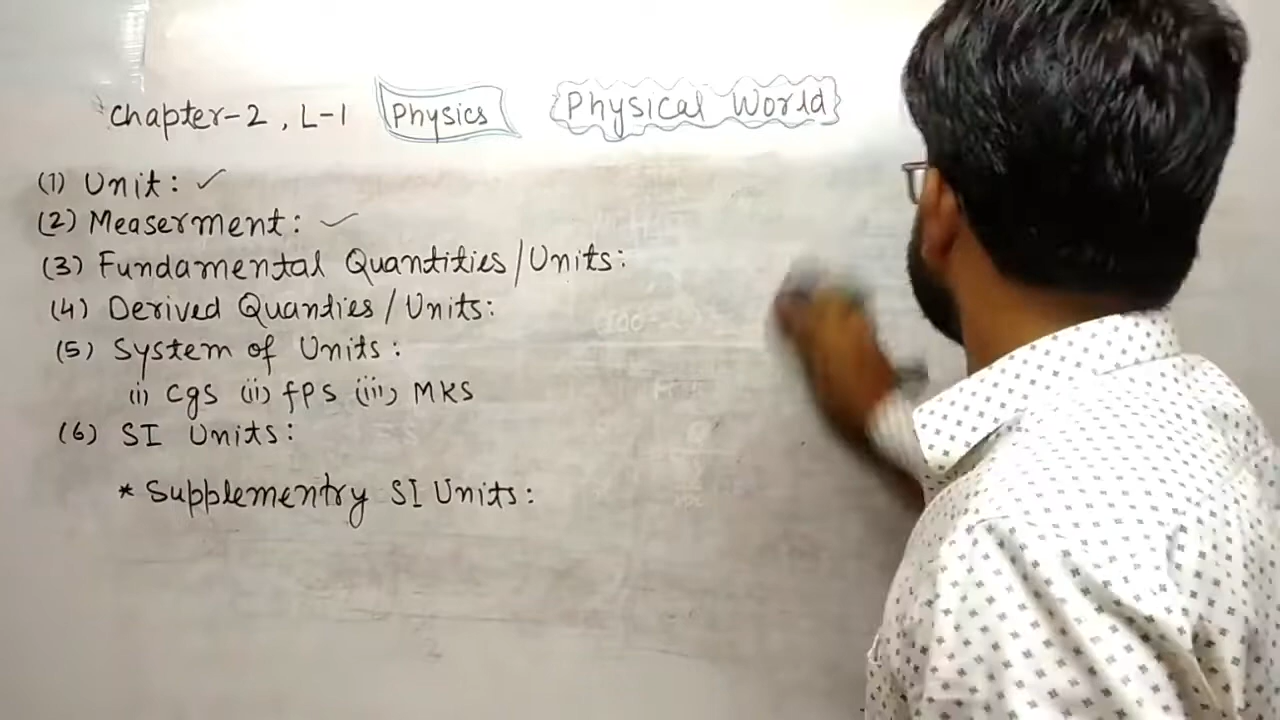 Chapter-2, L-1 Physics Physical World
(1) Unit: ✓
(2) Measerment: ✓
(3) Fundamental Quantities/Units:
(4) Derived Quanties/Units:
(5) System of Units:
(i) Cgs (ii) fps (iii) MKS
(6) SI Units:
* Supplementry SI Units: